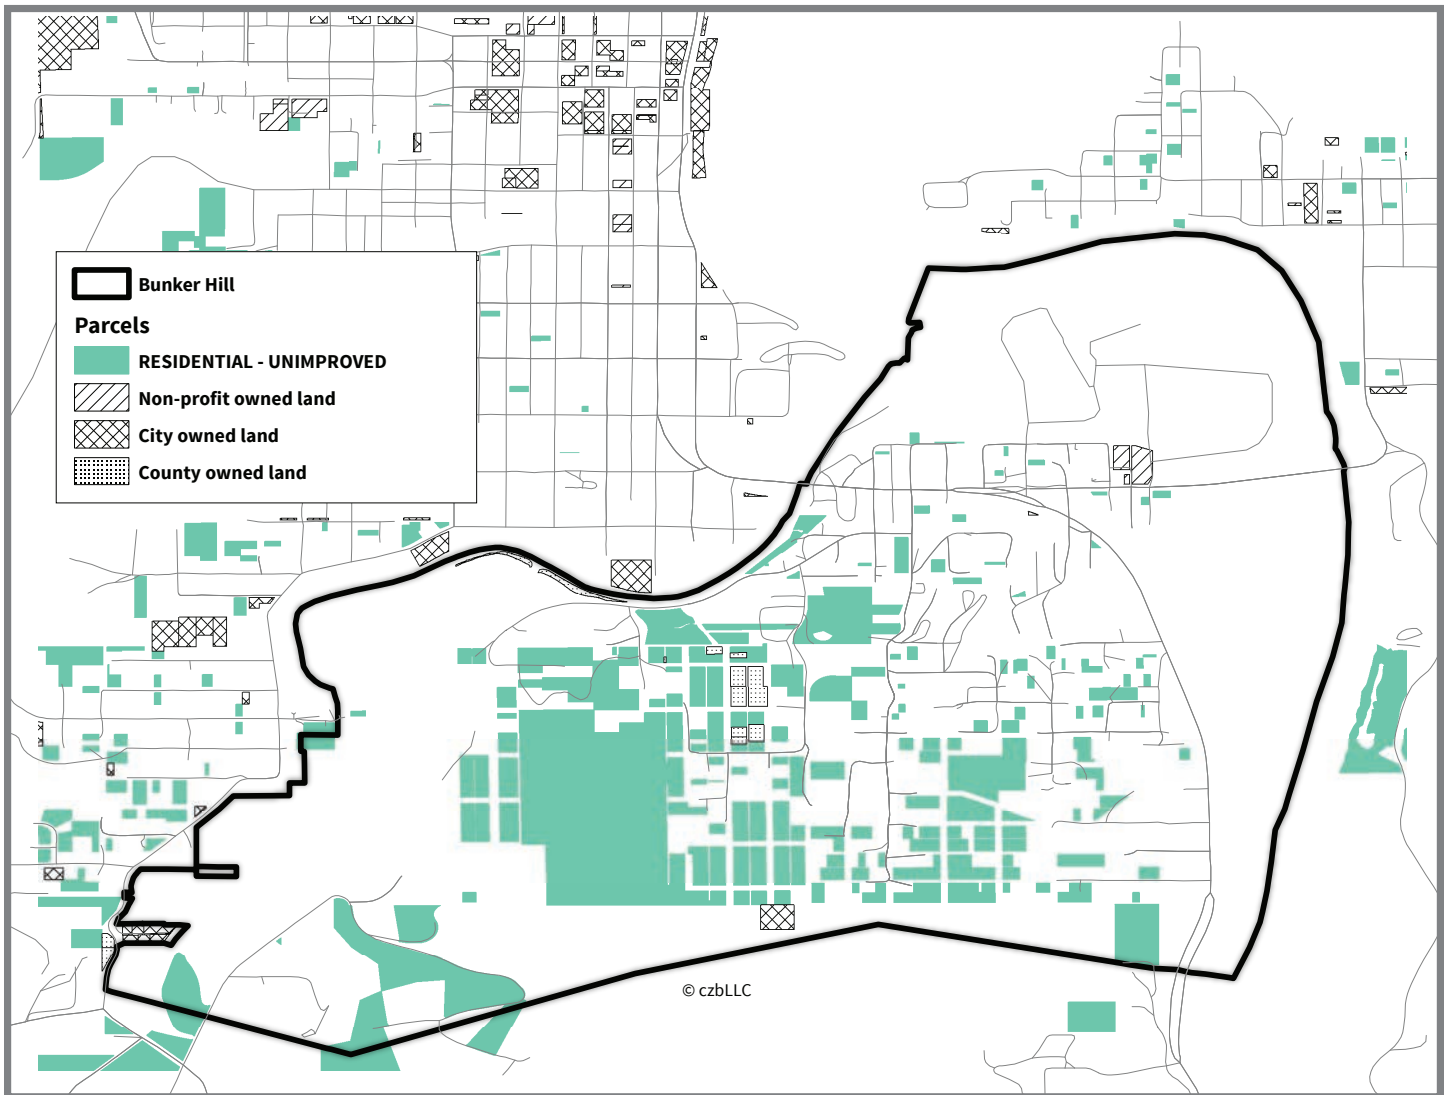 Bunker Hill
Parcels
RESIDENTIAL - UNIMPROVED
Non-profit owned land
City owned land
County owned land
© czbLLC